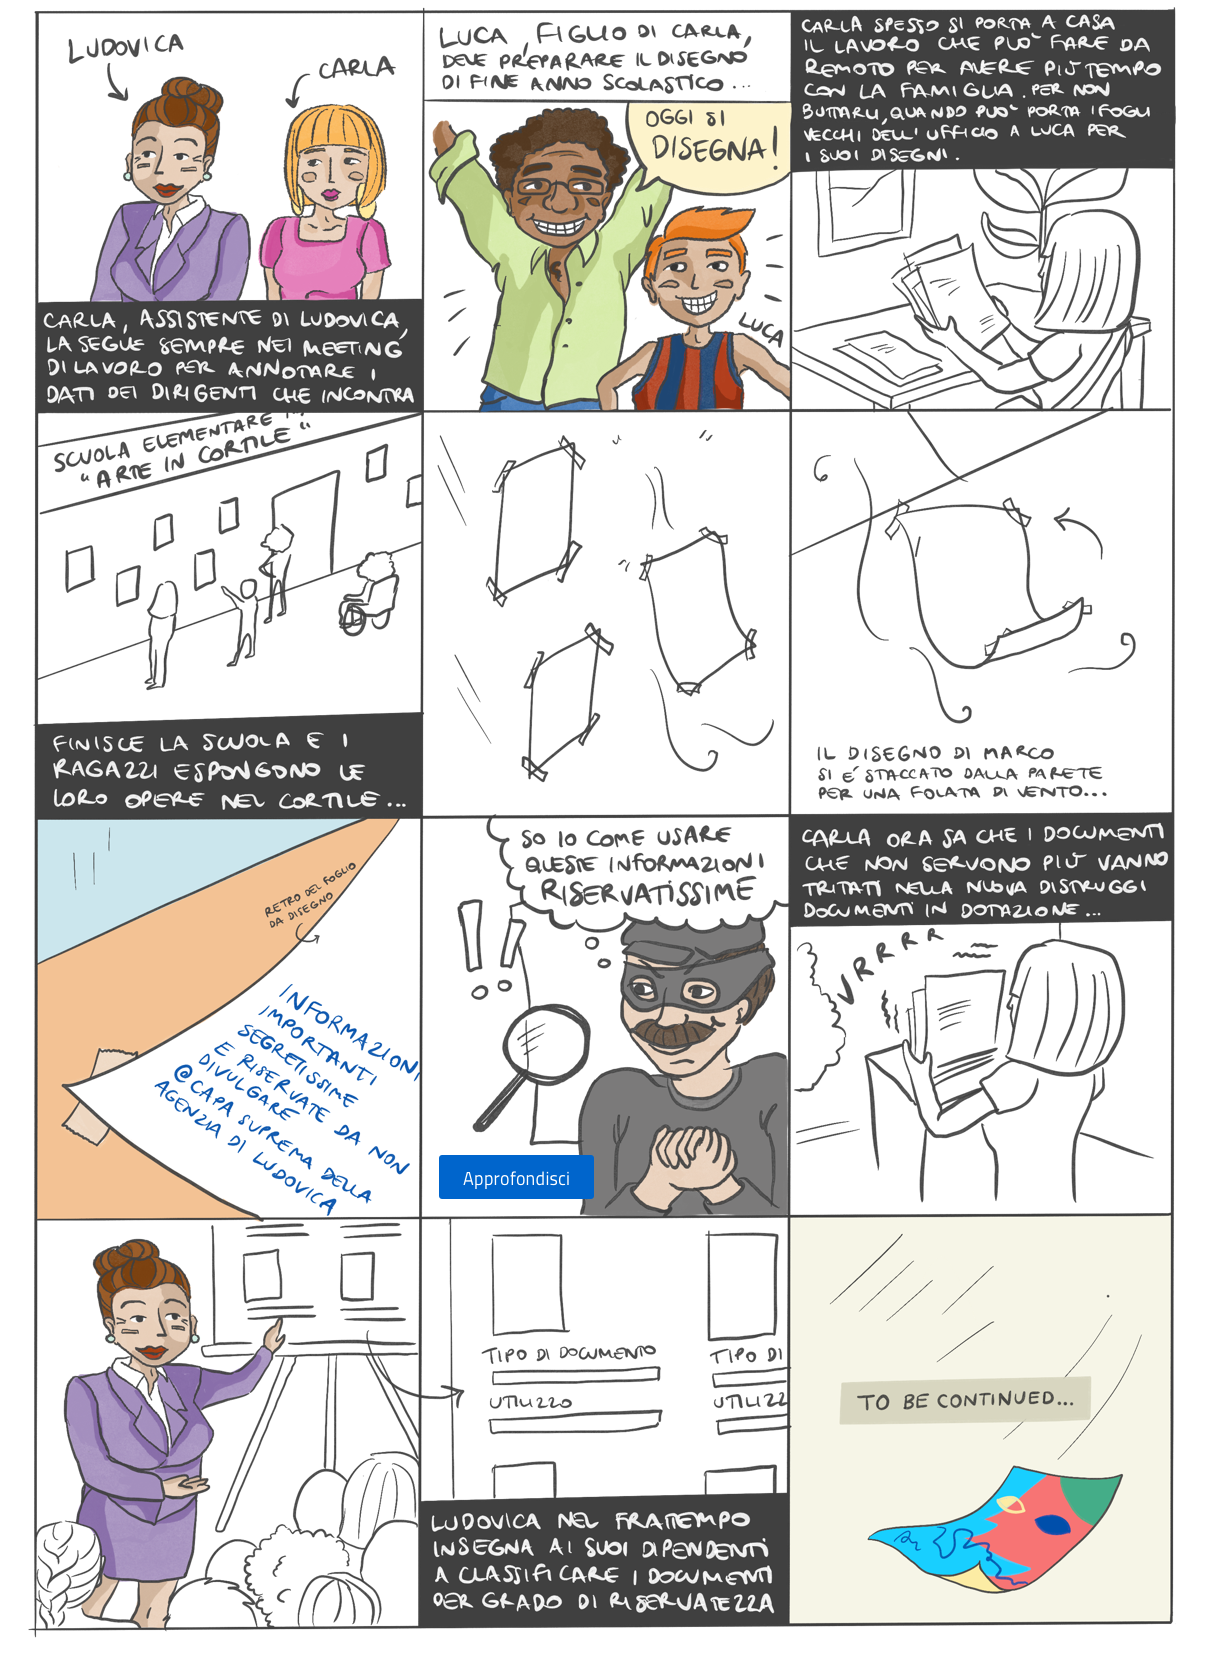 LUDOVICA
CARLA
CARLA, ASSISTENTE DI LUDOVICA,
LA SEGUE SEMPRE NEI MEETING
DI LAVORO PER ANNOTARE I
DATI DEI DIRIGENTI CHE INCONTRA
LUCA, FIGLIO DI CARLA,
DEVE PREPARARE IL DISEGNO
DI FINE ANNO SCOLASTICO...
OGGI SI
DISEGNA!
LUCA
CARLA SPESSO SI PORTA A CASA
IL LAVORO CHE PUO' FARE DA
REMOTO PER AVERE PIÙ TEMPO
CON LA FAMIGLIA. PER NON
BUTTARLI, QUANDO PUO' PORTA I FOGLI
VECCHI DELL'UFFICIO A LUCA PER
I SUOI DISEGNI.
SCUOLA ELEMENTARE
"ARTE IN CORTILE"
FINISCE LA SCUOLA E I
RAGAZZI ESPONGONO LE
LORO OPERE NEL CORTILE...
IL DISEGNO DI MARCO
SI E' STACCATO DALLA PARETE
PER UNA FOLATA DI VENTO...
RETRO DEL FOGLIO
DA DISEGNO
INFORMAZIONI
IMPORTANTI
SEGRETISSIME
E RISERVATE DA NON
DIVULGARE
@CAPA SUPREMA DELLA
AGENZIA DI LUDOVICA
SO IO COME USARE
QUESTE INFORMAZIONI
RISERVATISSIME
!!
Approfondisci
CARLA ORA SA CHE I DOCUMENTI
CHE NON SERVONO PIÙ VANNO
TRITATI NELLA NUOVA DISTRUGGI
DOCUMENTI IN DOTAZIONE...
VRRRR
TIPO DI DOCUMENTO
UTILIZZO
TIPO DI
UTILIZZ
LUDOVICA NEL FRATTEMPO
INSEGNA AI SUOI DIPENDENTI
A CLASSIFICARE I DOCUMENTI
PER GRADO DI RISERVATEZZA
TO BE CONTINUED...